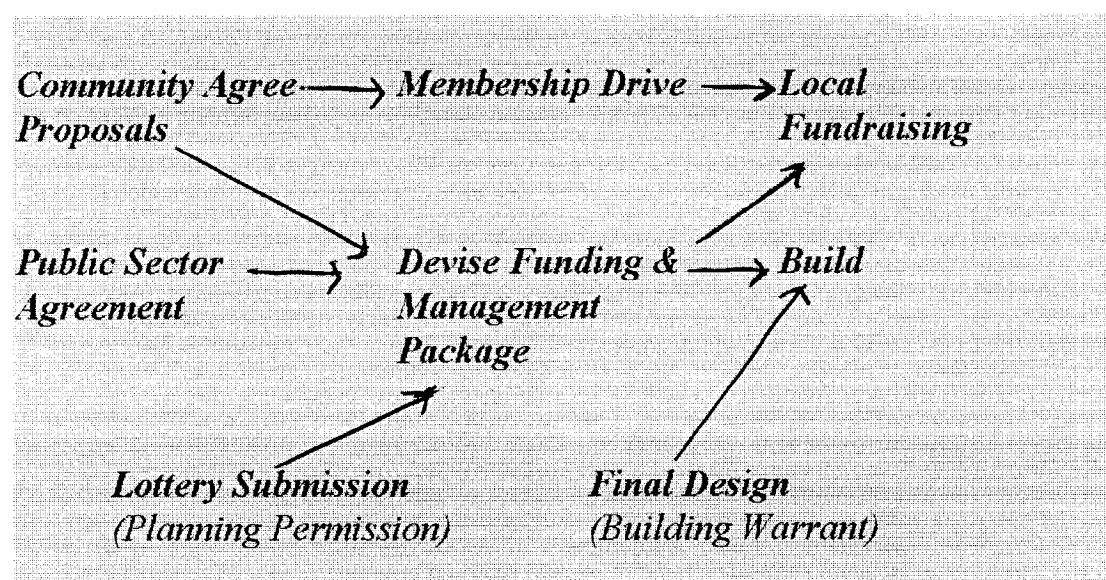 Community Agree Proposals
Membership Drive
Local Fundraising
Public Sector Agreement
Devise Funding & Management Package
Build
Lottery Submission
(Planning Permission)
Final Design
(Building Warrant)